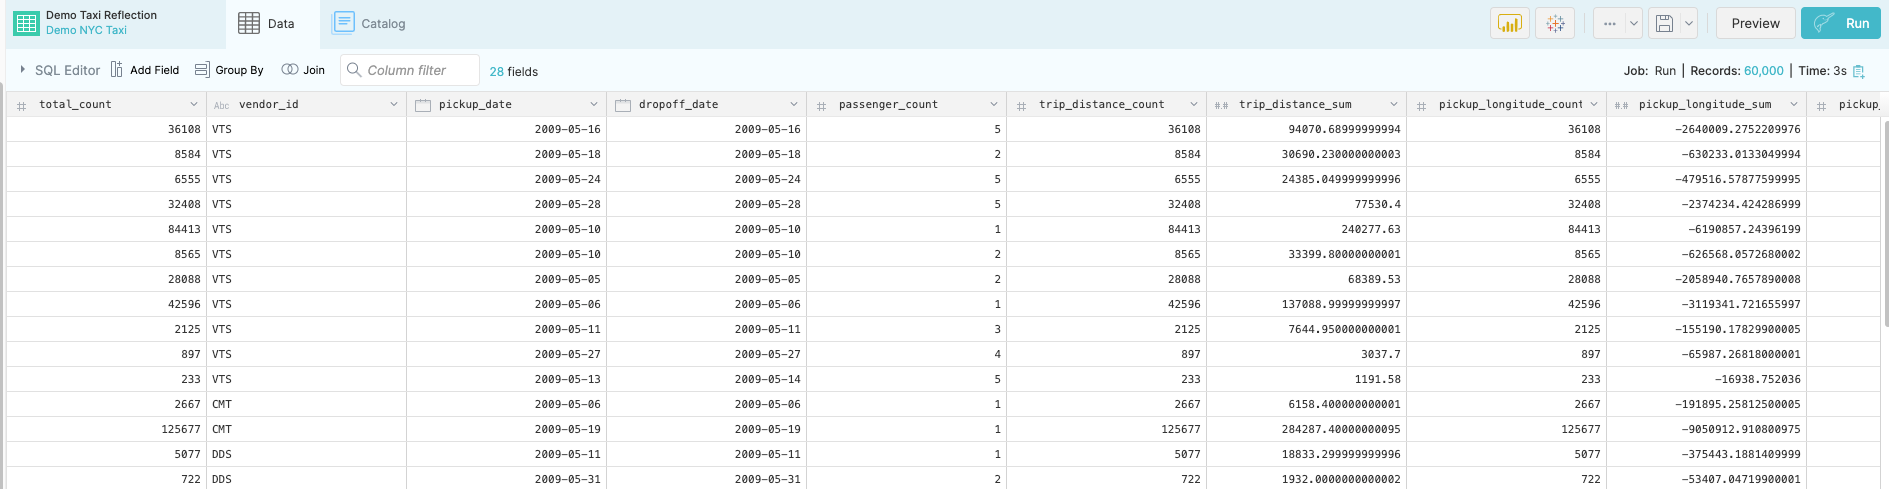 Demo Taxi Reflection
Demo NYC Taxi
Data
Catalog
Preview
Run
SQL Editor
Add Field
Group By
Join
Column filter
28 fields
Job: Run | Records: 60,000 | Time: 3s
# total_count Abc vendor_id pickup_date dropoff_date # passenger_count # trip_distance_count #.# trip_distance_sum # pickup_longitude_count #.# pickup_longitude_sum # pickup_
36108 VTS 2009-05-16 2009-05-16 5 36108 94070.68999999994 36108 -2640009.2752209976
8584 VTS 2009-05-18 2009-05-18 2 8584 30690.230000000003 8584 -630233.0133049994
6555 VTS 2009-05-24 2009-05-24 5 6555 24385.049999999996 6555 -479516.57877599995
32408 VTS 2009-05-28 2009-05-28 5 32408 77530.4 32408 -2374234.424286999
84413 VTS 2009-05-10 2009-05-10 1 84413 240277.63 84413 -6190857.24396199
8565 VTS 2009-05-10 2009-05-10 2 8565 33399.80000000001 8565 -626568.0572680002
28088 VTS 2009-05-05 2009-05-05 2 28088 68389.53 28088 -2058940.7657890008
42596 VTS 2009-05-06 2009-05-06 1 42596 137088.99999999997 42596 -3119341.721655997
2125 VTS 2009-05-11 2009-05-11 3 2125 7644.950000000001 2125 -155190.17829900005
897 VTS 2009-05-27 2009-05-27 4 897 3037.7 897 -65987.26818000001
233 VTS 2009-05-13 2009-05-14 5 233 1191.58 233 -16938.752036
2667 CMT 2009-05-06 2009-05-06 1 2667 6158.400000000001 2667 -191895.25812500005
125677 CMT 2009-05-19 2009-05-19 1 125677 284287.40000000095 125677 -9050912.910800975
5077 DDS 2009-05-11 2009-05-11 1 5077 18833.299999999996 5077 -375443.1881409999
722 DDS 2009-05-31 2009-05-31 2 722 1932.0000000000002 722 -53407.04719900001